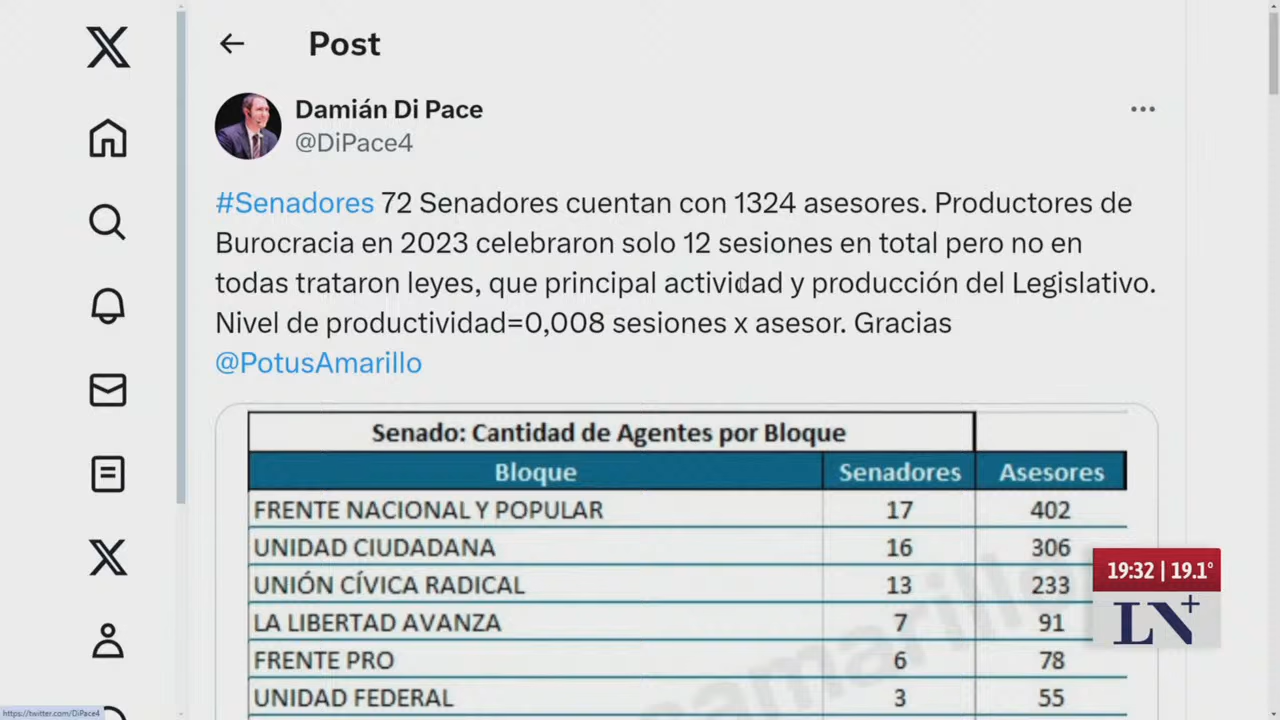 Post
Damián Di Pace
@DiPace4
#Senadores 72 Senadores cuentan con 1324 asesores. Productores de
Burocracia en 2023 celebraron solo 12 sesiones en total pero no en
todas trataron leyes, que principal actividad y producción del Legislativo.
Nivel de productividad=0,008 sesiones x asesor. Gracias
@PotusAmarillo
Senado: Cantidad de Agentes por Bloque
Bloque Senadores Asesores
FRENTE NACIONAL Y POPULAR 17 402
UNIDAD CIUDADANA 16 306
UNIÓN CÍVICA RADICAL 13 233
LA LIBERTAD AVANZA 7 91
FRENTE PRO 6 78
UNIDAD FEDERAL 3 55
19:32 | 19.1°
LN+
https://twitter.com/DiPace4